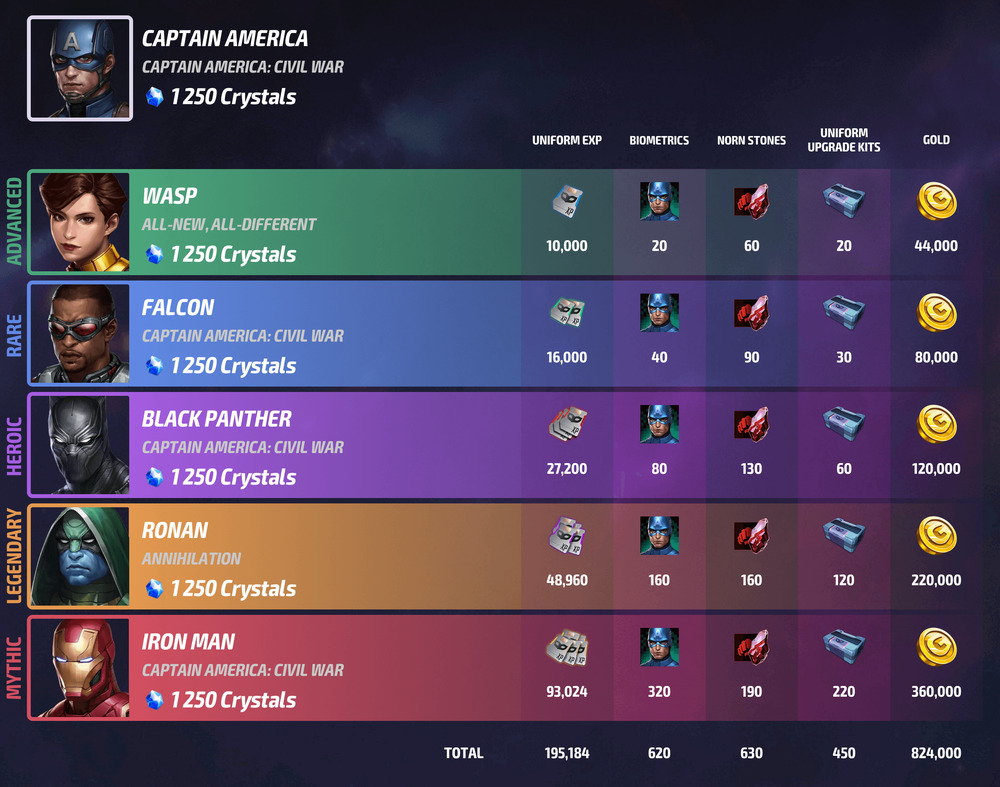 CAPTAIN AMERICA
CAPTAIN AMERICA: CIVIL WAR
1 250 Crystals
UNIFORM EXP BIOMETRICS NORN STONES UNIFORM UPGRADE KITS GOLD
ADVANCED
WASP
ALL-NEW, ALL-DIFFERENT
1 250 Crystals
10,000 20 60 20 44,000
RARE
FALCON
CAPTAIN AMERICA: CIVIL WAR
1 250 Crystals
16,000 40 90 30 80,000
HEROIC
BLACK PANTHER
CAPTAIN AMERICA: CIVIL WAR
1 250 Crystals
27,200 80 130 60 120,000
LEGENDARY
RONAN
ANNIHILATION
1 250 Crystals
48,960 160 160 120 220,000
MYTHIC
IRON MAN
CAPTAIN AMERICA: CIVIL WAR
1 250 Crystals
93,024 320 190 220 360,000
TOTAL 195,184 620 630 450 824,000